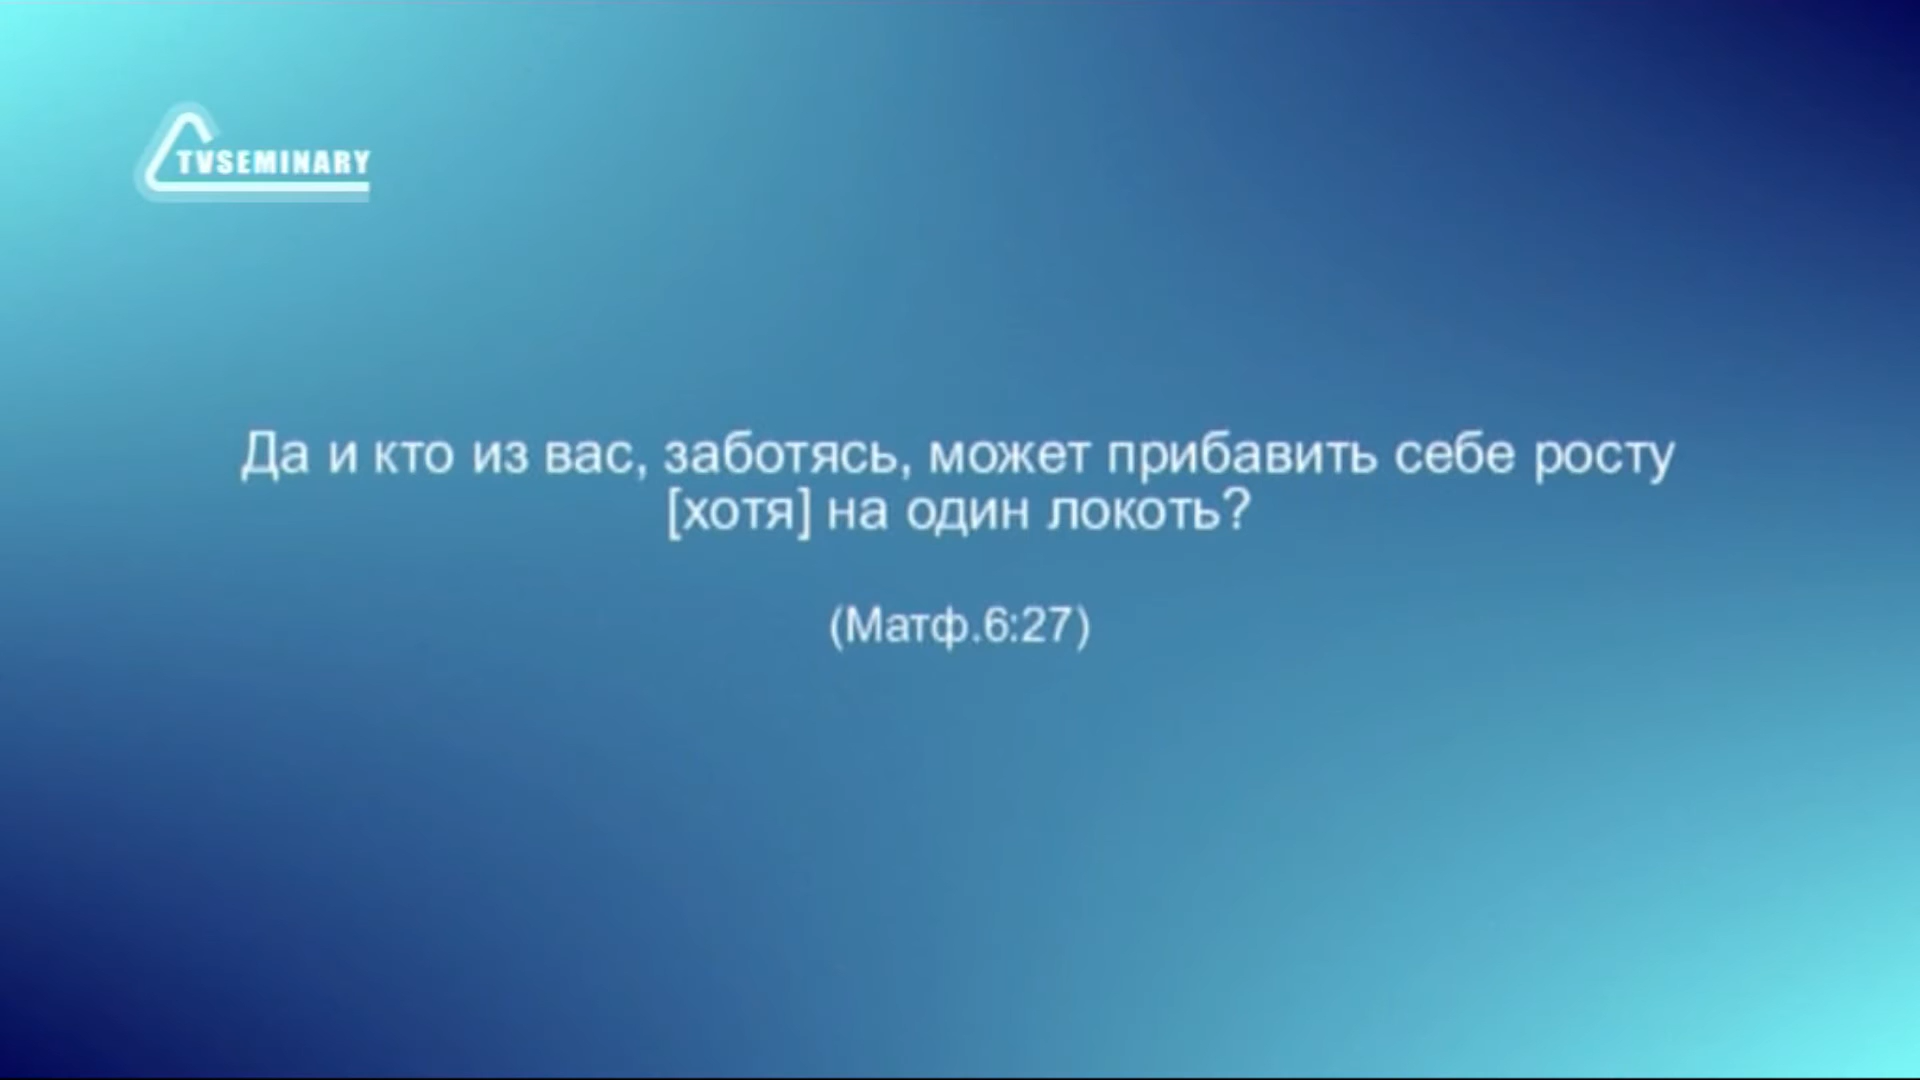 TVSEMINARY
Да и кто из вас, заботясь, может прибавить себе росту
[хотя] на один локоть?
(Матф.6:27)